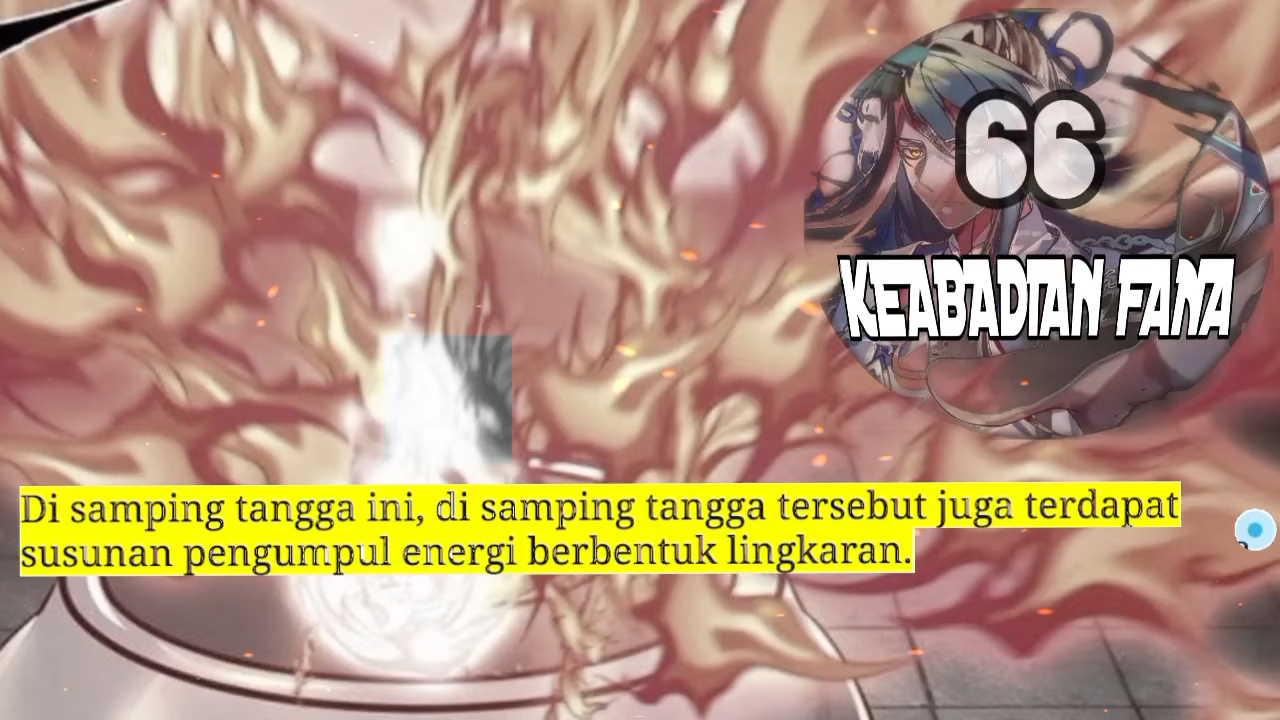 66
KEABADIAN FANA
Di samping tangga ini, di samping tangga tersebut juga terdapat
susunan pengumpul energi berbentuk lingkaran.